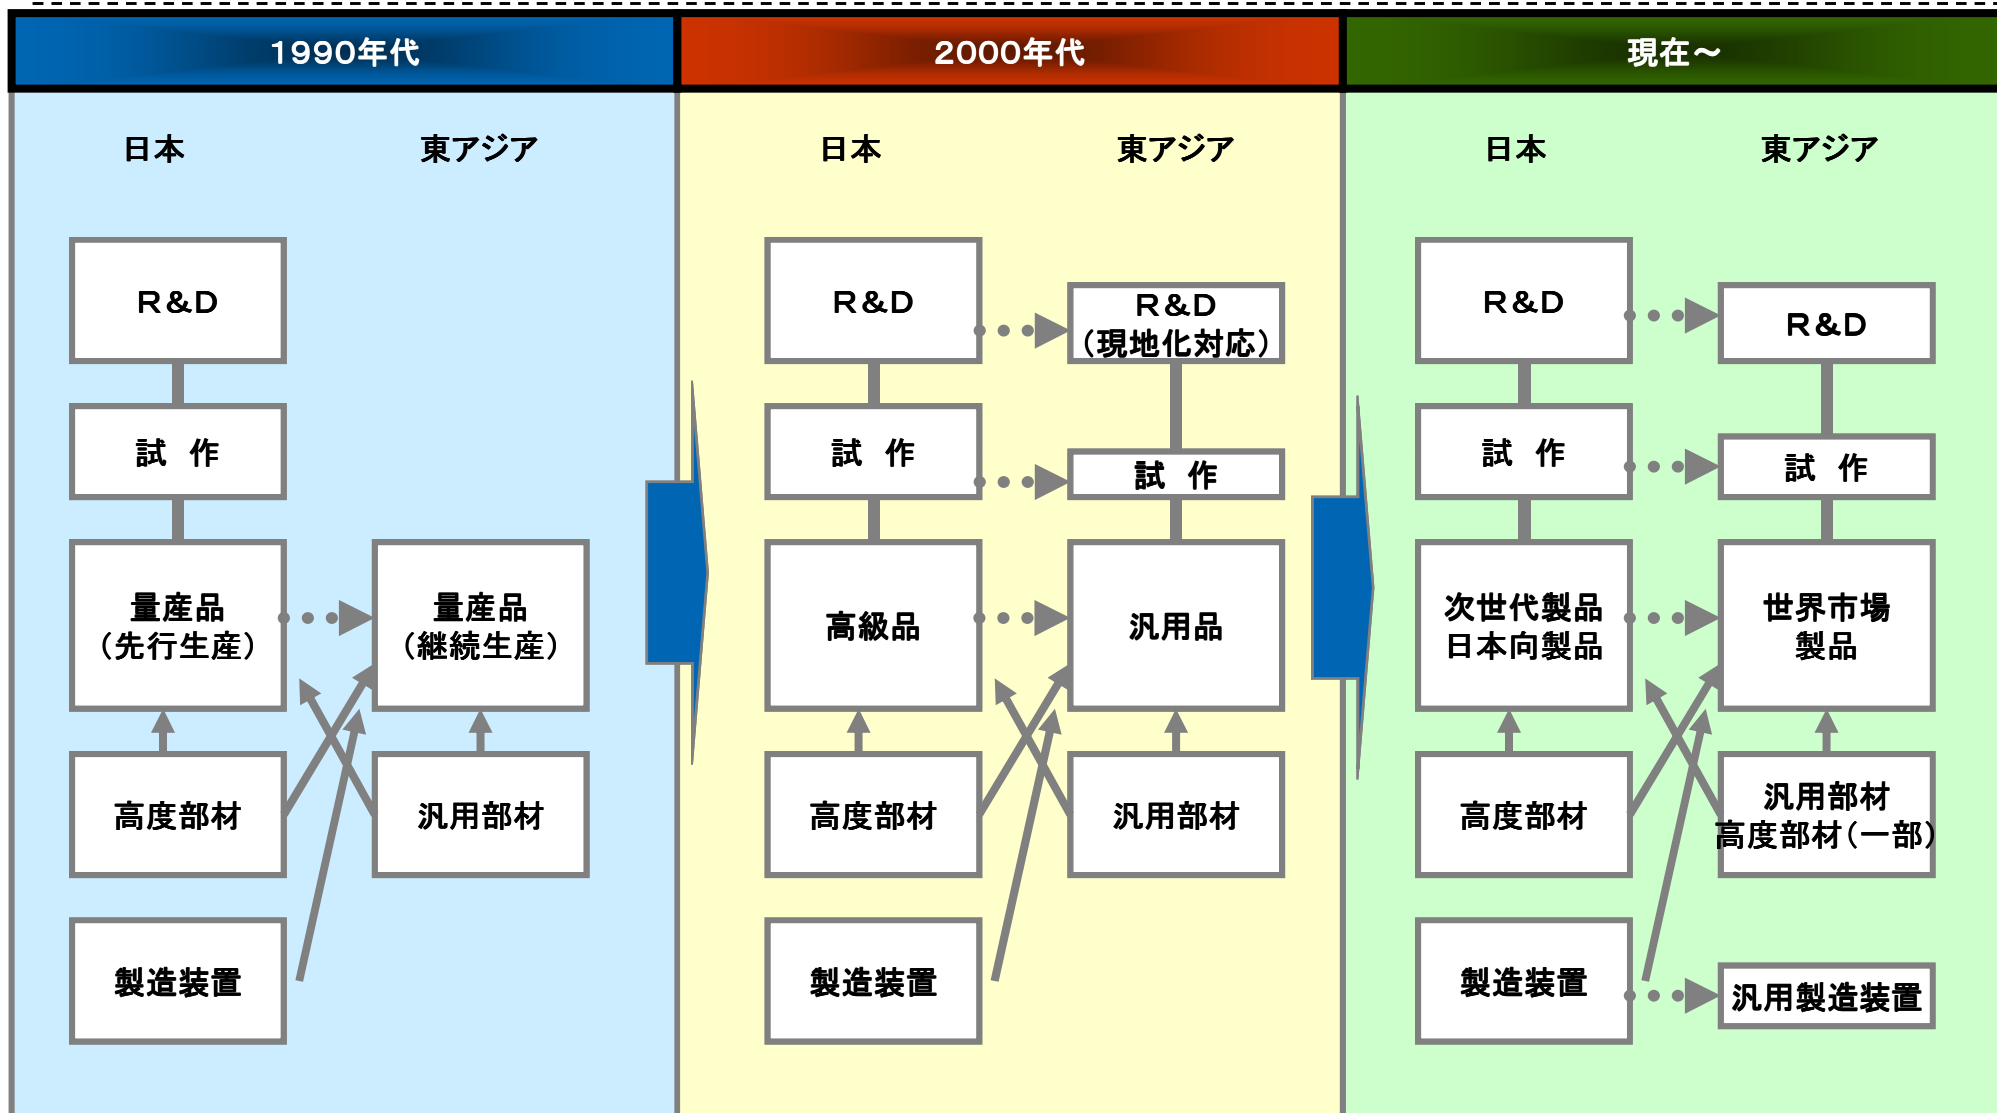 1990年代
日本
東アジア
R&D
試 作
量産品
（先行生産）
量産品
（継続生産）
高度部材
汎用部材
製造装置
2000年代
日本
東アジア
R&D
R&D
（現地化対応）
試 作
試 作
高級品
汎用品
高度部材
汎用部材
製造装置
現在～
日本
東アジア
R&D
R&D
試 作
試 作
次世代製品
日本向製品
世界市場
製品
高度部材
汎用部材
高度部材（一部）
製造装置
汎用製造装置